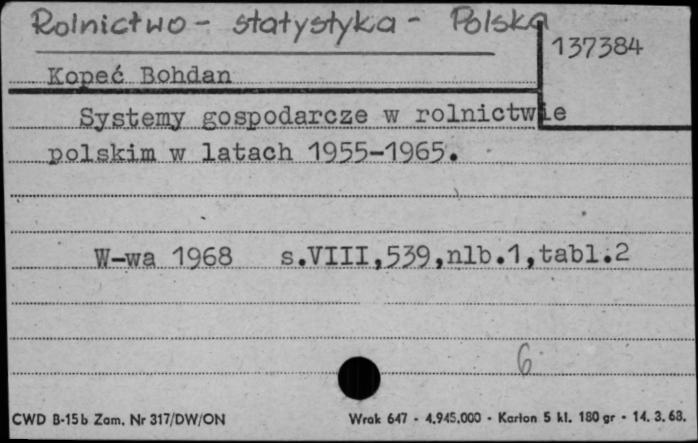 Rolnictwo - statystyka - Polska
137384
Kopeć Bohdan
Systemy gospodarcze w rolnictwie
polskim w latach 1955-1965.
W-wa 1968 s.VIII,539,nlb.1,tabl.2
6
CWD B-15b Zam. Nr 317/DW/ON Wrak 647 - 4.945.000 - Karton 5 kl. 180 gr - 14. 3. 68.